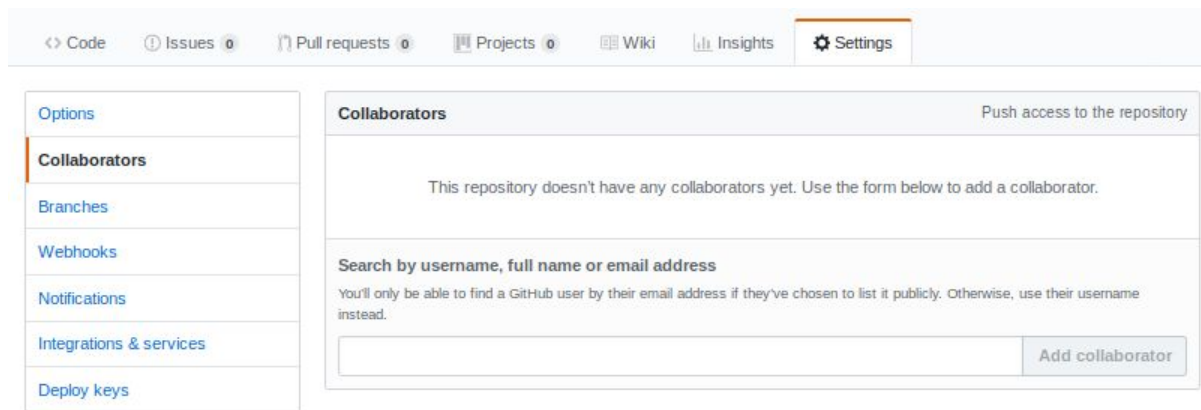 Code Issues 0 Pull requests 0 Projects 0 Wiki Insights Settings
Options
Collaborators
Branches
Webhooks
Notifications
Integrations & services
Deploy keys
Collaborators Push access to the repository
This repository doesn't have any collaborators yet. Use the form below to add a collaborator.
Search by username, full name or email address
You'll only be able to find a GitHub user by their email address if they've chosen to list it publicly. Otherwise, use their username
instead.
Add collaborator